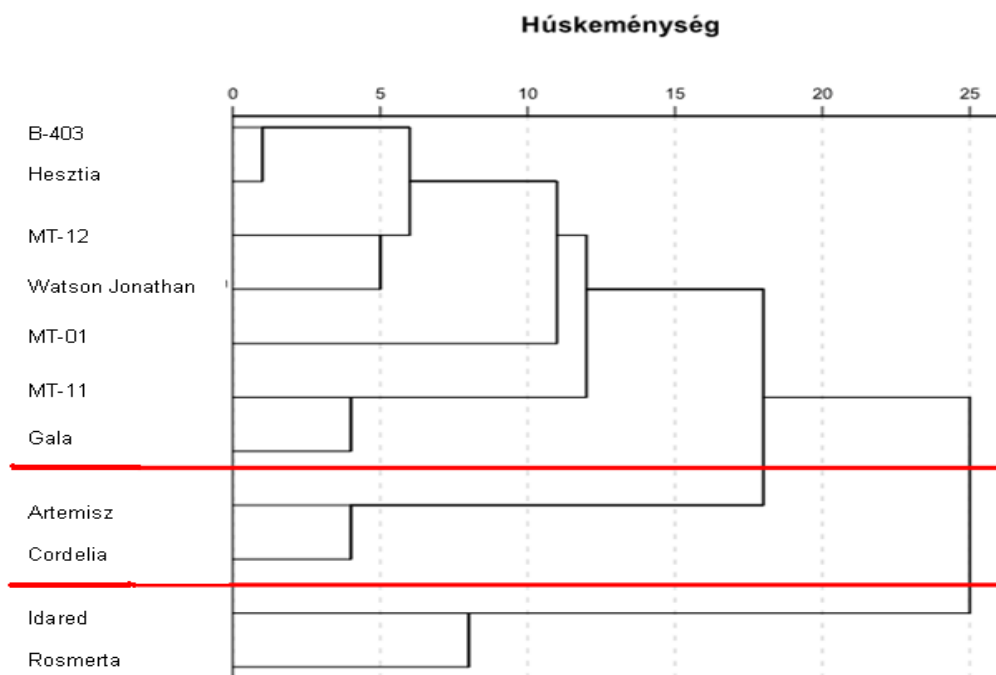 Húskeménység
0 5 10 15 20 25
B-403
Hesztia
MT-12
Watson Jonathan
MT-01
MT-11
Gala
Artemisz
Cordelia
Idared
Rosmerta